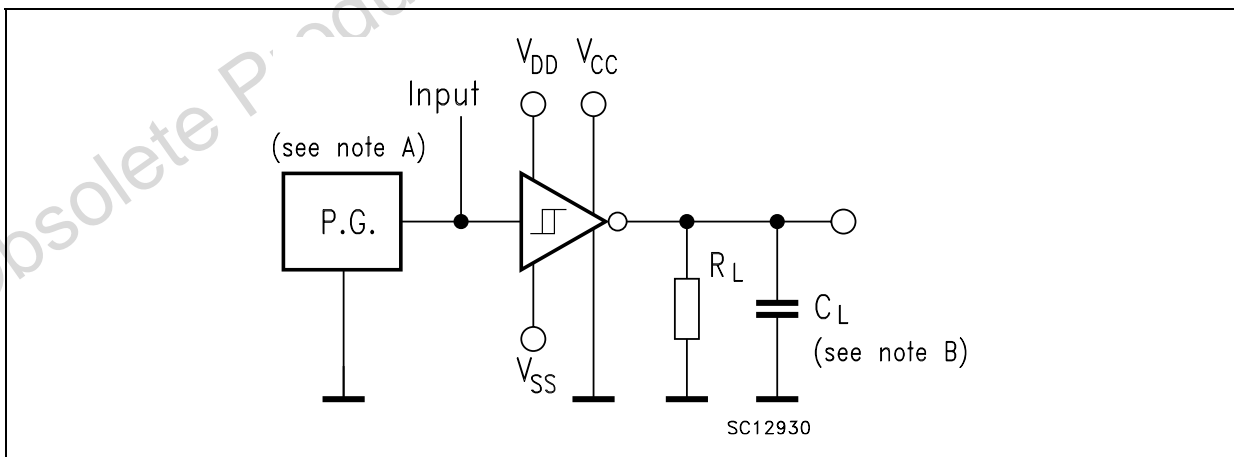 Obsolete Produ
V_DD V_CC
Input
(see note A)
P.G.
R_L
C_L
(see note B)
V_SS
SC12930